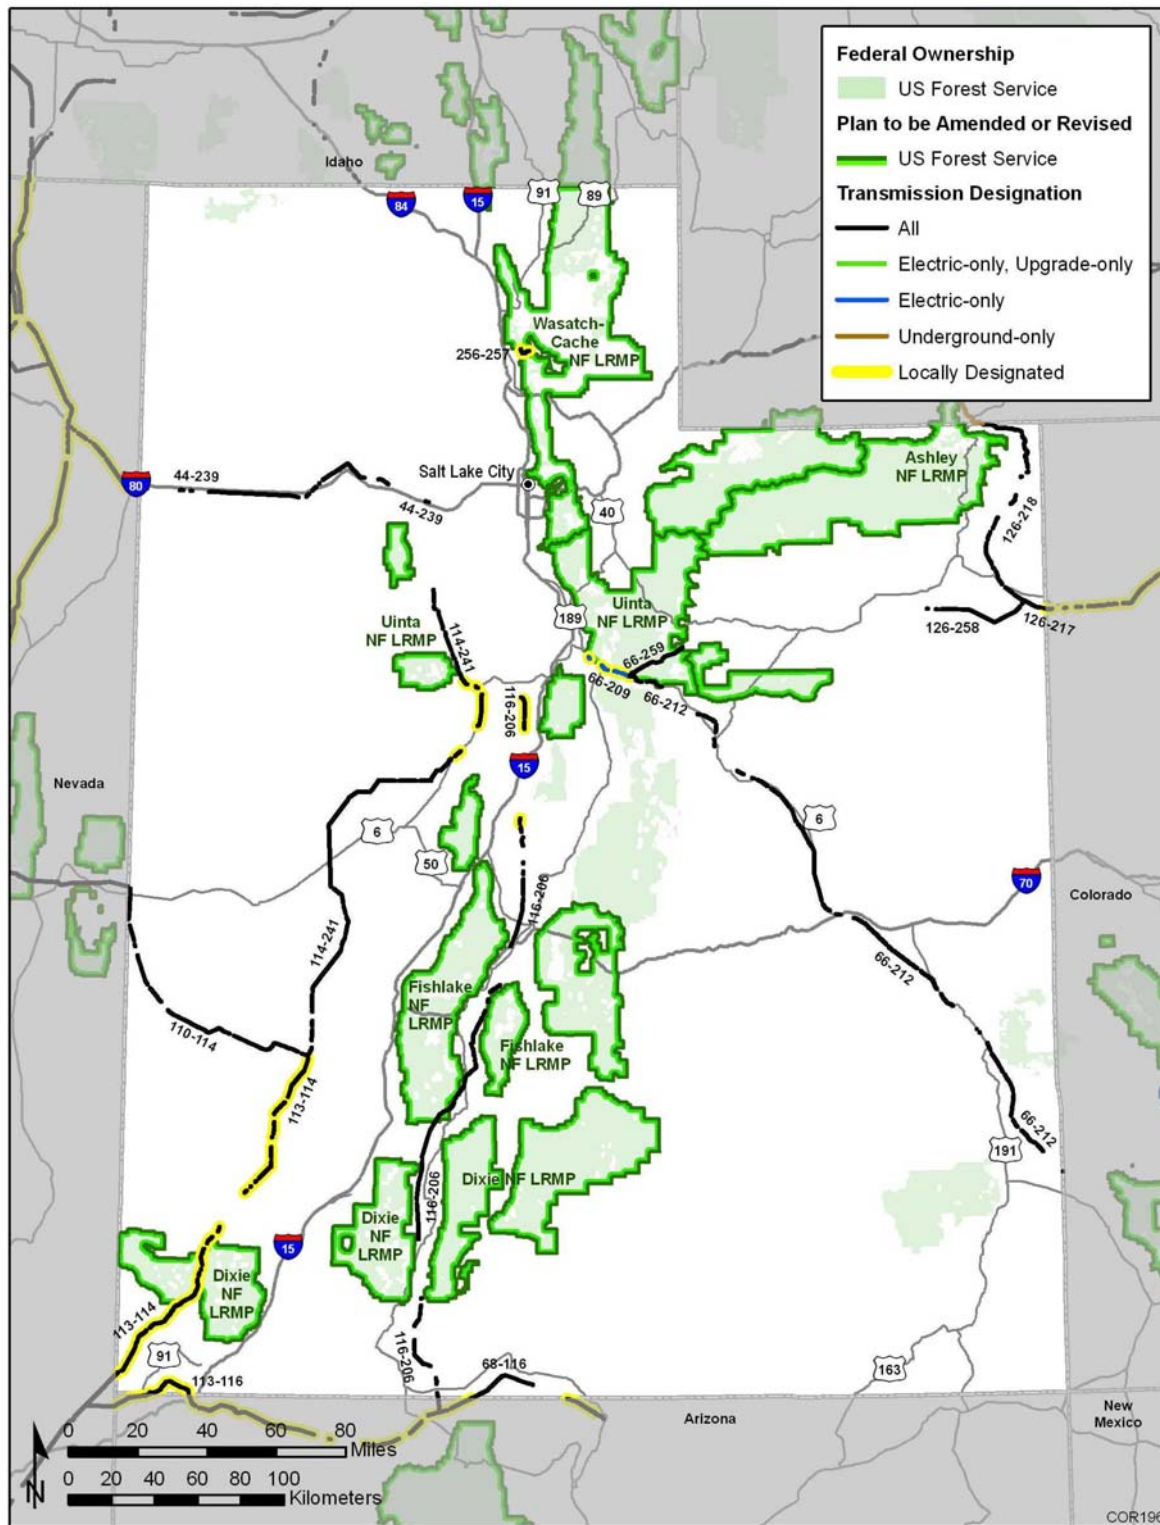 Federal Ownership
US Forest Service
Plan to be Amended or Revised
US Forest Service
Transmission Designation
All
Electric-only, Upgrade-only
Electric-only
Underground-only
Locally Designated
Idaho
84
15
91
89
Wasatch-
Cache
NF LRMP
256-257
Salt Lake City
80
44-239
44-239
40
Ashley
NF LRMP
126-218
126-258
126-217
Uinta
NF LRMP
189
Uinta
NF LRMP
114-241
116-206
66-259
66-209
66-212
15
Nevada
6
50
6
70
Colorado
116-206
114-241
66-212
110-114
Fishlake
NF
LRMP
Fishlake
NF LRMP
113-114
66-212
191
116-206
Dixie NF LRMP
Dixie
NF
LRMP
15
Dixie
NF
LRMP
113-114
91
113-116
116-206
68-116
163
Arizona
New
Mexico
0 20 40 60 80
Miles
0 20 40 60 80 100
Kilometers
N
COR196